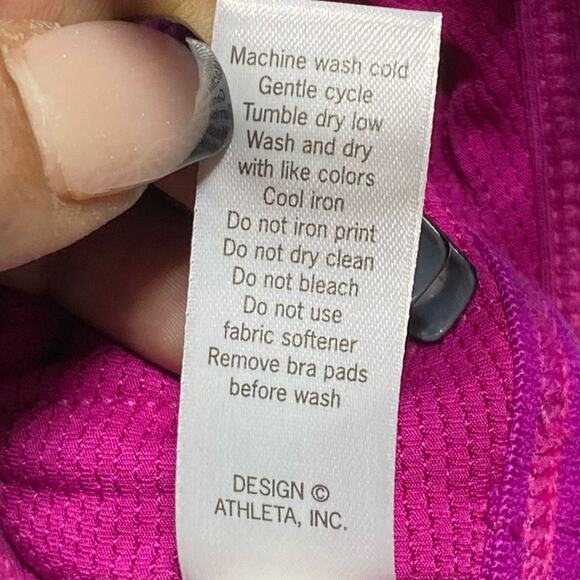 Machine wash cold
Gentle cycle
Tumble dry low
Wash and dry
with like colors
Cool iron
Do not iron print
Do not dry clean
Do not bleach
Do not use
fabric softener
Remove bra pads
before wash
DESIGN ©
ATHLETA, INC.